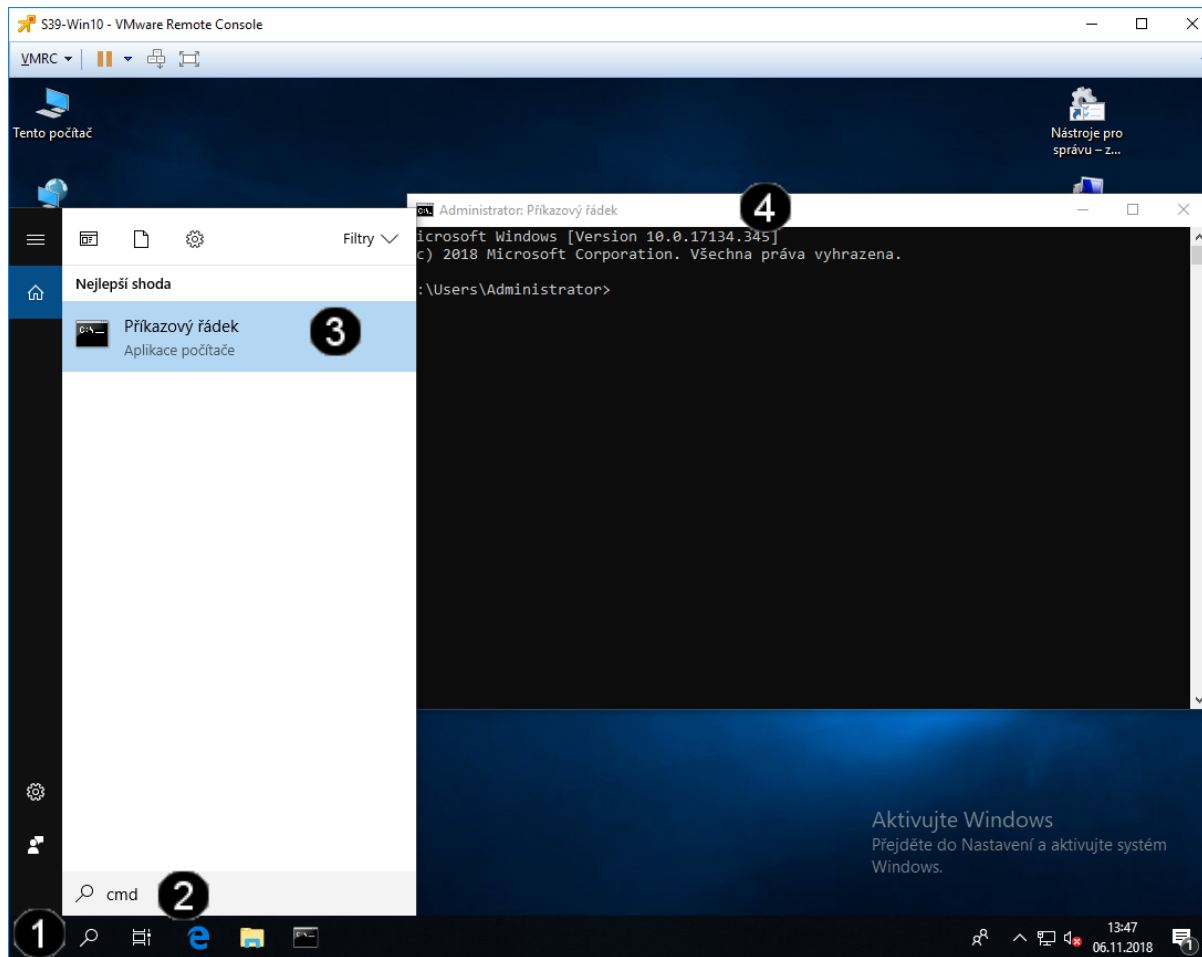 S39-Win10 - VMware Remote Console
VMRC
Tento počítač
Nástroje pro
správu – z...
Administrator: Příkazový řádek
4
icrosoft Windows [Version 10.0.17134.345]
c) 2018 Microsoft Corporation. Všechna práva vyhrazena.
:\Users\Administrator>
Filtry
Nejlepší shoda
Příkazový řádek
Aplikace počítače
3
Aktivujte Windows
Přejděte do Nastavení a aktivujte systém
Windows.
cmd
2
1
13:47
06.11.2018
1